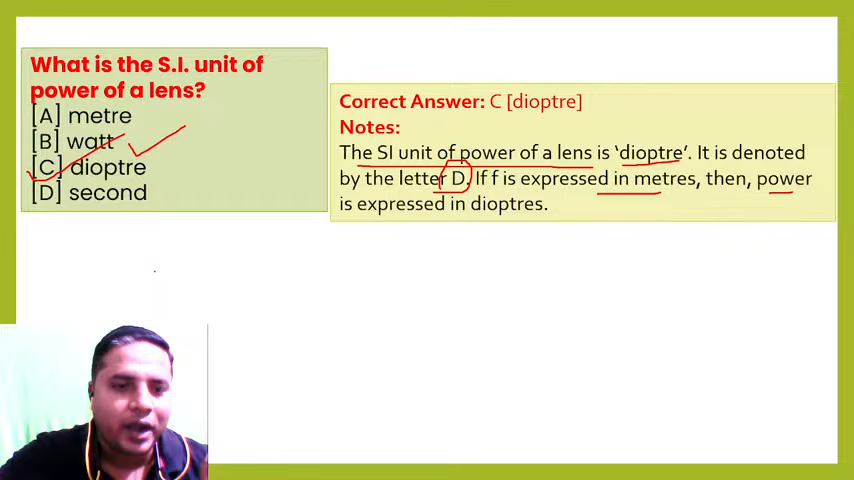 What is the S.I. unit of
power of a lens?
[A] metre
[B] watt
[C] dioptre
[D] second
Correct Answer: C [dioptre]
Notes:
The SI unit of power of a lens is ‘dioptre’. It is denoted
by the letter D. If f is expressed in metres, then, power
is expressed in dioptres.